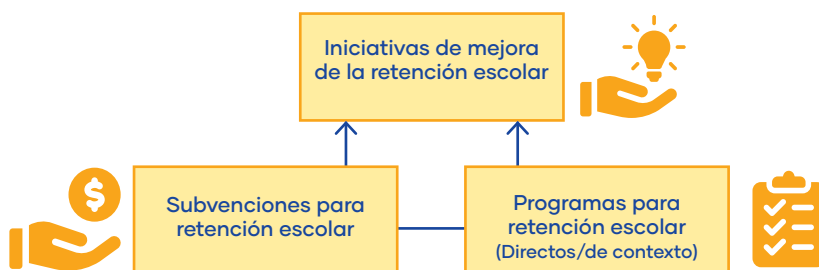 Iniciativas de mejora
de la retención escolar
$
Subvenciones para
retención escolar
Programas para
retención escolar
(Directos/de contexto)